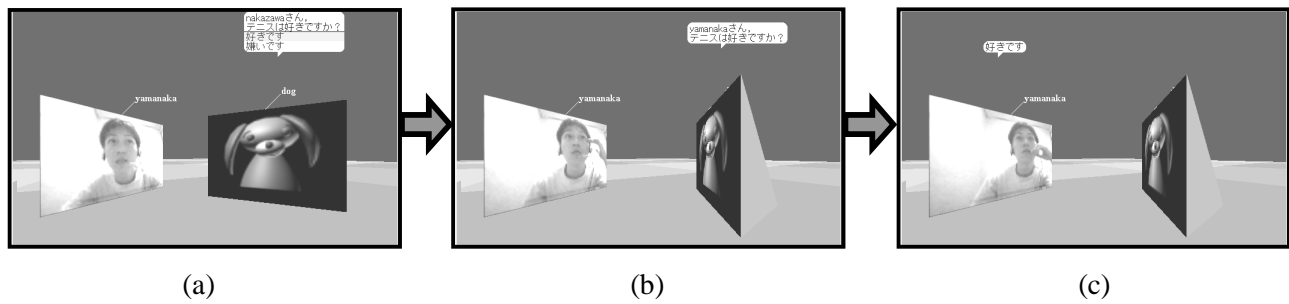 nakazawaさん,
テニスは好きですか？
好きです
嫌いです
yamanaka
dog
yamanakaさん,
テニスは好きですか？
yamanaka
好きです
yamanaka
(a)
(b)
(c)